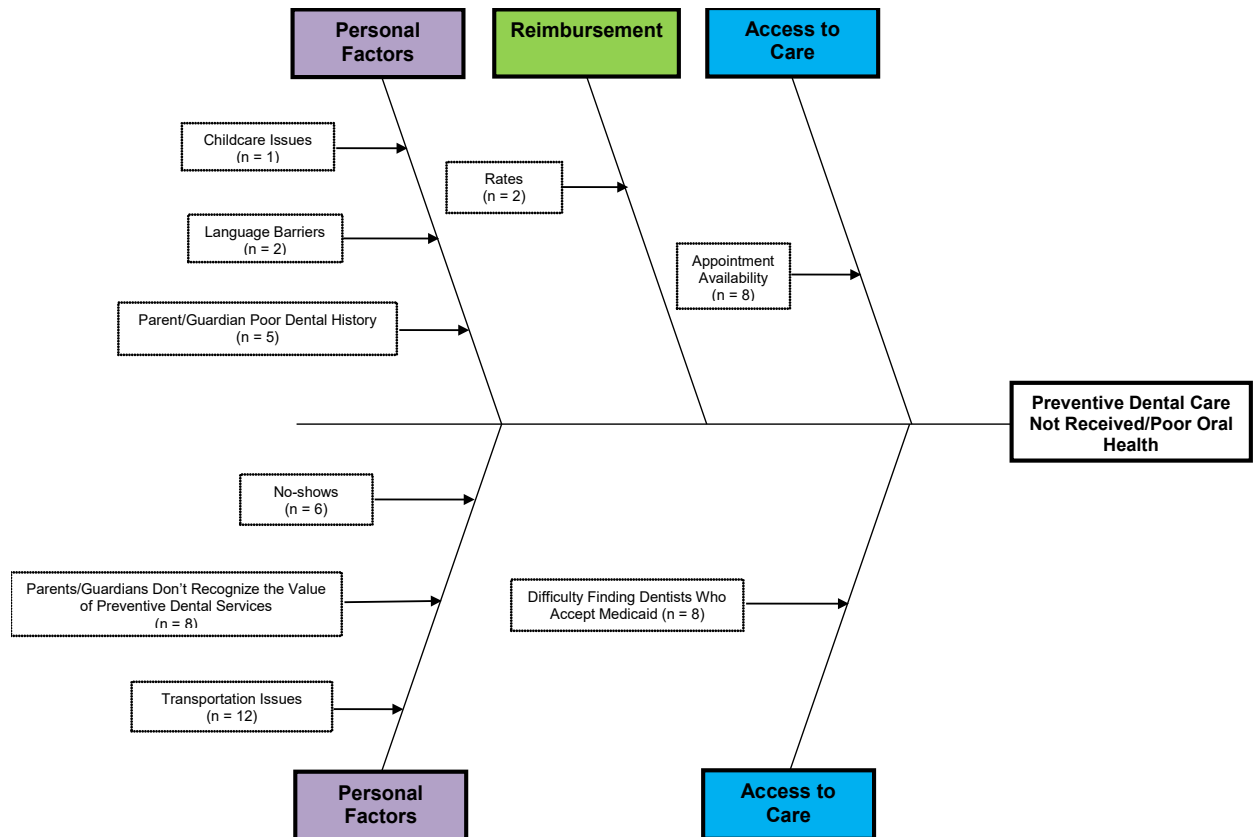 Personal
Factors
Reimbursement
Access to
Care
Childcare Issues
(n = 1)
Rates
(n = 2)
Language Barriers
(n = 2)
Appointment
Availability
(n = 8)
Parent/Guardian Poor Dental History
(n = 5)
Preventive Dental Care
Not Received/Poor Oral
Health
No-shows
(n = 6)
Parents/Guardians Don’t Recognize the Value
of Preventive Dental Services
(n = 8)
Difficulty Finding Dentists Who
Accept Medicaid (n = 8)
Transportation Issues
(n = 12)
Personal
Factors
Access to
Care